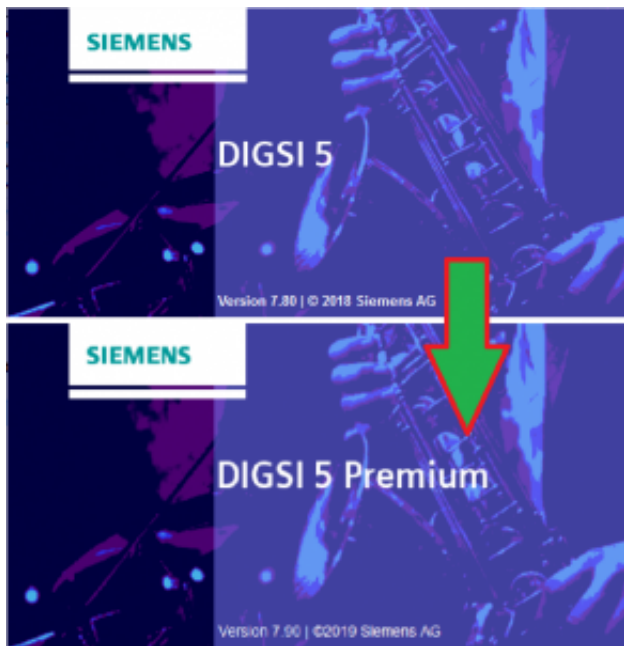 SIEMENS
DIGSI 5
Version 7.80 | © 2018 Siemens AG
SIEMENS
DIGSI 5 Premium
Version 7.90 | ©2019 Siemens AG